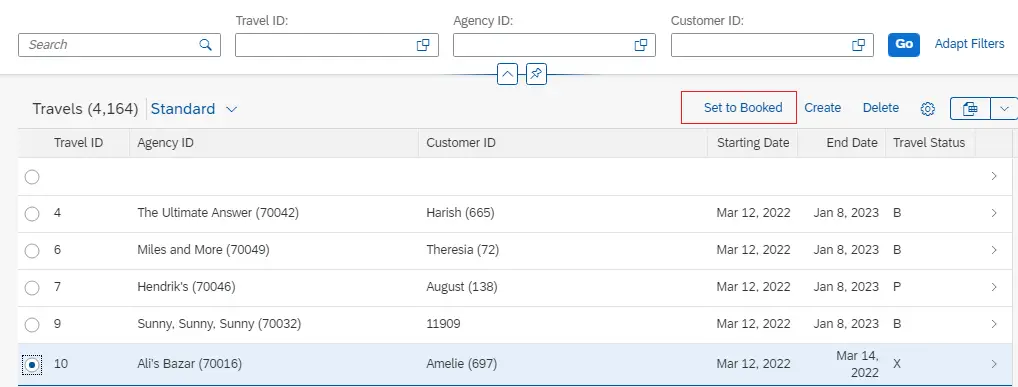 Travel ID: Agency ID: Customer ID:
Search Go Adapt Filters
Travels (4,164) Standard Set to Booked Create Delete
Travel ID Agency ID Customer ID Starting Date End Date Travel Status
4 The Ultimate Answer (70042) Harish (665) Mar 12, 2022 Jan 8, 2023 B
6 Miles and More (70049) Theresia (72) Mar 12, 2022 Jan 8, 2023 B
7 Hendrik's (70046) August (138) Mar 12, 2022 Jan 8, 2023 P
9 Sunny, Sunny, Sunny (70032) 11909 Mar 12, 2022 Jan 8, 2023 B
10 Ali's Bazar (70016) Amelie (697) Mar 12, 2022 Mar 14, 2022 X